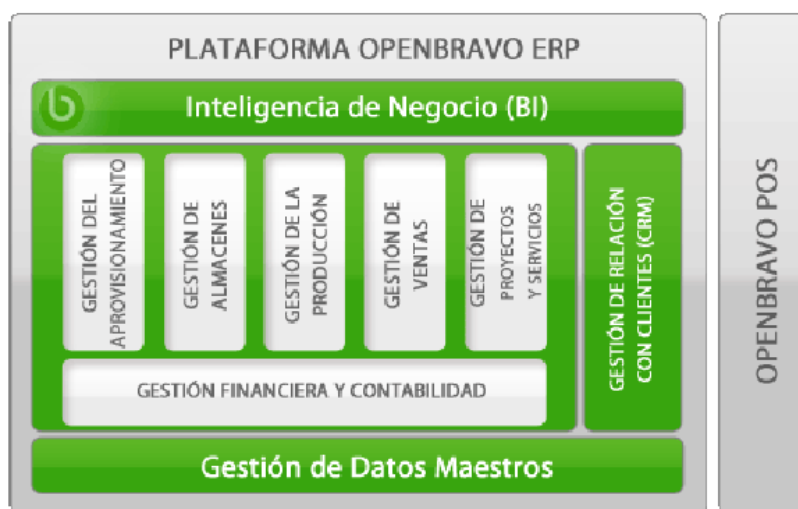 PLATAFORMA OPENBRAVO ERP
b
Inteligencia de Negocio (BI)
GESTIÓN DEL
APROVISIONAMIENTO
GESTIÓN DE
ALMACENES
GESTIÓN DE LA
PRODUCCIÓN
GESTIÓN DE
VENTAS
GESTIÓN DE
PROYECTOS
Y SERVICIOS
GESTIÓN DE RELACIÓN
CON CLIENTES (CRM)
GESTIÓN FINANCIERA Y CONTABILIDAD
Gestión de Datos Maestros
OPENBRAVO POS